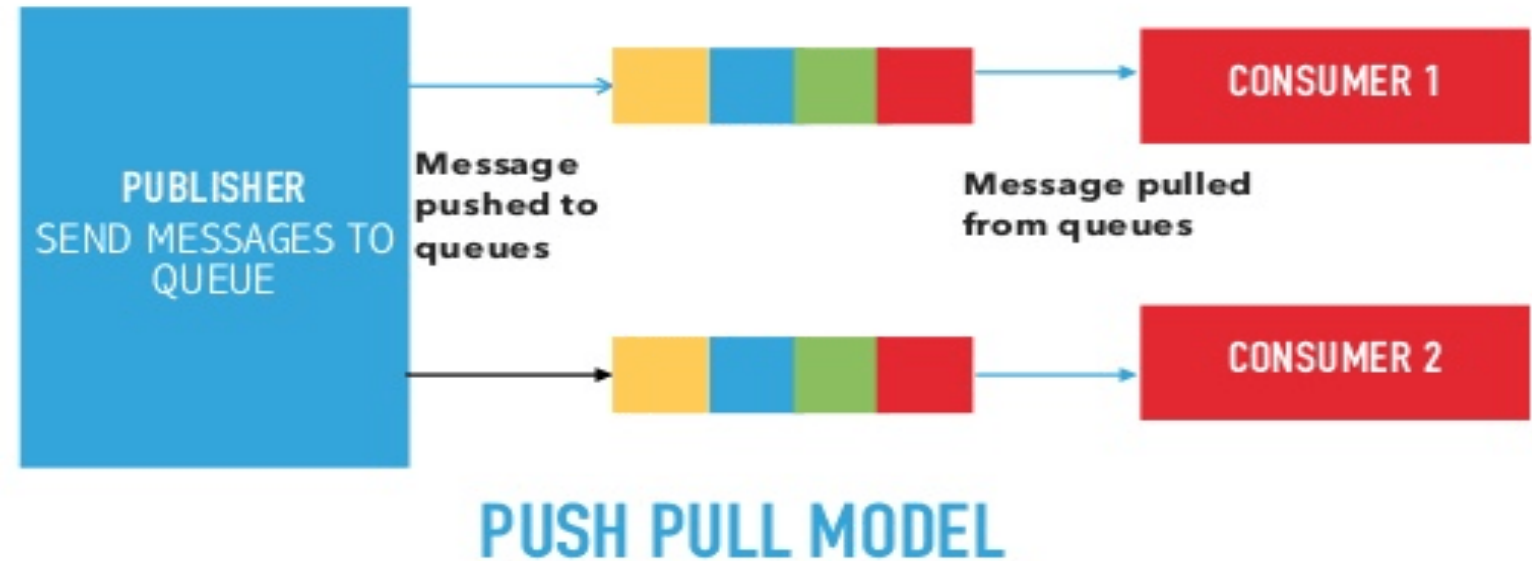 PUBLISHER
SEND MESSAGES TO
QUEUE
Message
pushed to
queues
CONSUMER 1
Message pulled
from queues
CONSUMER 2
PUSH PULL MODEL